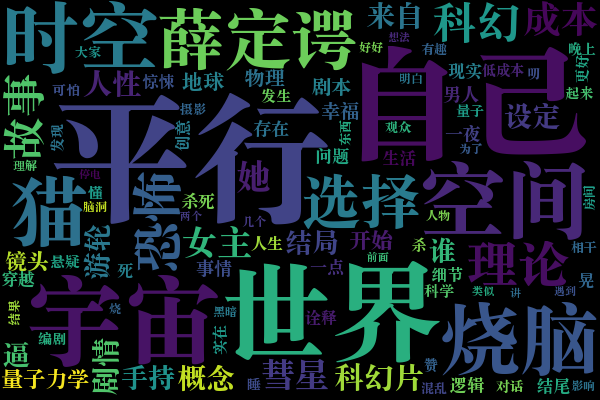 时空
薛定谔
来自
科幻
成本
想法
大家
好好
有趣
晚上
可怕
人性
惊悚
地球
物理
剧本
自己
明白
现实
低成本
叨
更好
发生
男人
量子
起来
故事
平行
摄影
幸福
设定
发现
创意
存在
东西
观众
一夜
为了
理解
问题
生活
停电
她
猫
懂
脑洞
恐怖
杀死
两个
选择
空间
房间
几个
人物
游轮
女主
人生
结局
开始
杀
谁
理论
相干
镜头
悬疑
死
事情
一点
前面
细节
穿越
科学
类似
讲
遇到
晃
宇宙
世界
结果
烧
黑暗
诠释
烧脑
编剧
实在
逼
剧情
赞
量子力学
手持
概念
睡
彗星
科幻片
混乱
逻辑
对话
结尾
影响